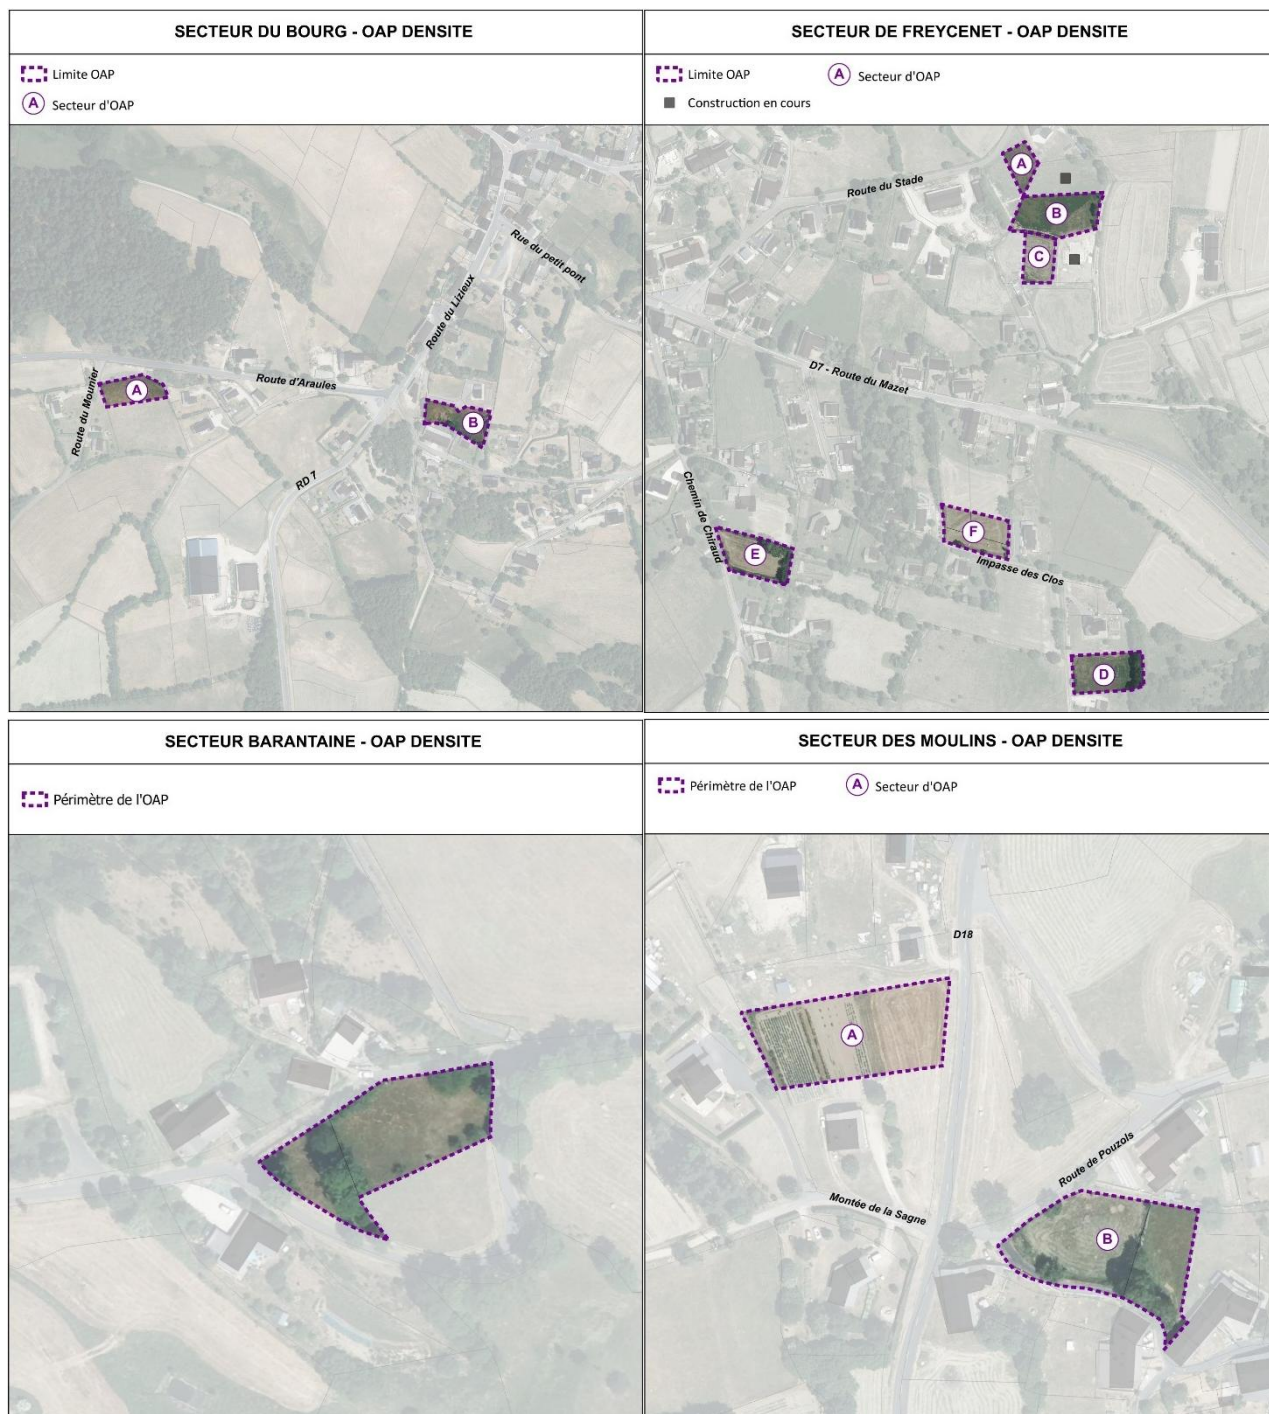 SECTEUR DU BOURG - OAP DENSITE
Limite OAP
A Secteur d'OAP
Rue du petit pont
Route du Lizieux
Route d'Araules
A
Route du Mounier
B
RD 7
SECTEUR DE FREYCENET - OAP DENSITE
Limite OAP
A Secteur d'OAP
Construction en cours
A
Route du Stade
B
C
D7 - Route du Mazet
Chemin de Chiraud
F
E
Impasse des Clos
D
SECTEUR BARANTAINE - OAP DENSITE
Périmètre de l'OAP
SECTEUR DES MOULINS - OAP DENSITE
Périmètre de l'OAP
A Secteur d'OAP
D18
A
Route de Pouzols
Montée de la Sagne
B